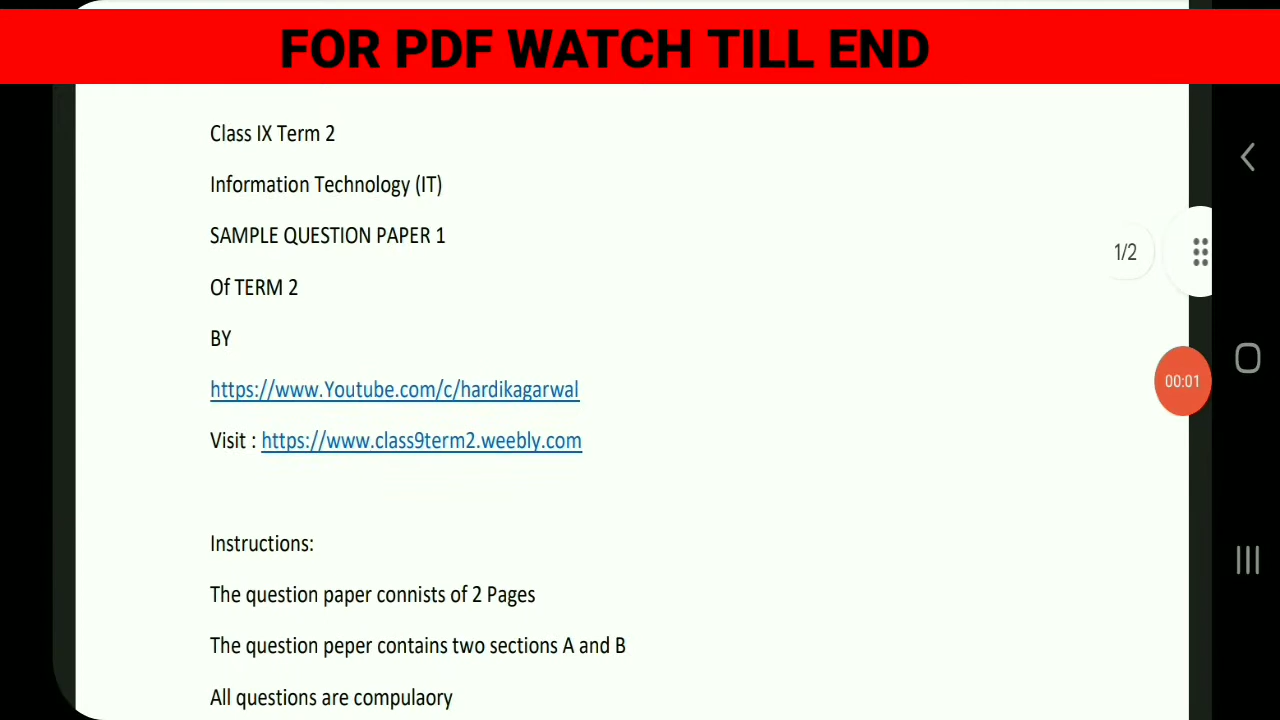 FOR PDF WATCH TILL END
Class IX Term 2
Information Technology (IT)
SAMPLE QUESTION PAPER 1
Of TERM 2
BY
https://www.Youtube.com/c/hardikagarwal
Visit : https://www.class9term2.weebly.com
1/2
00:01
Instructions:
The question paper connists of 2 Pages
The question peper contains two sections A and B
All questions are compulaory